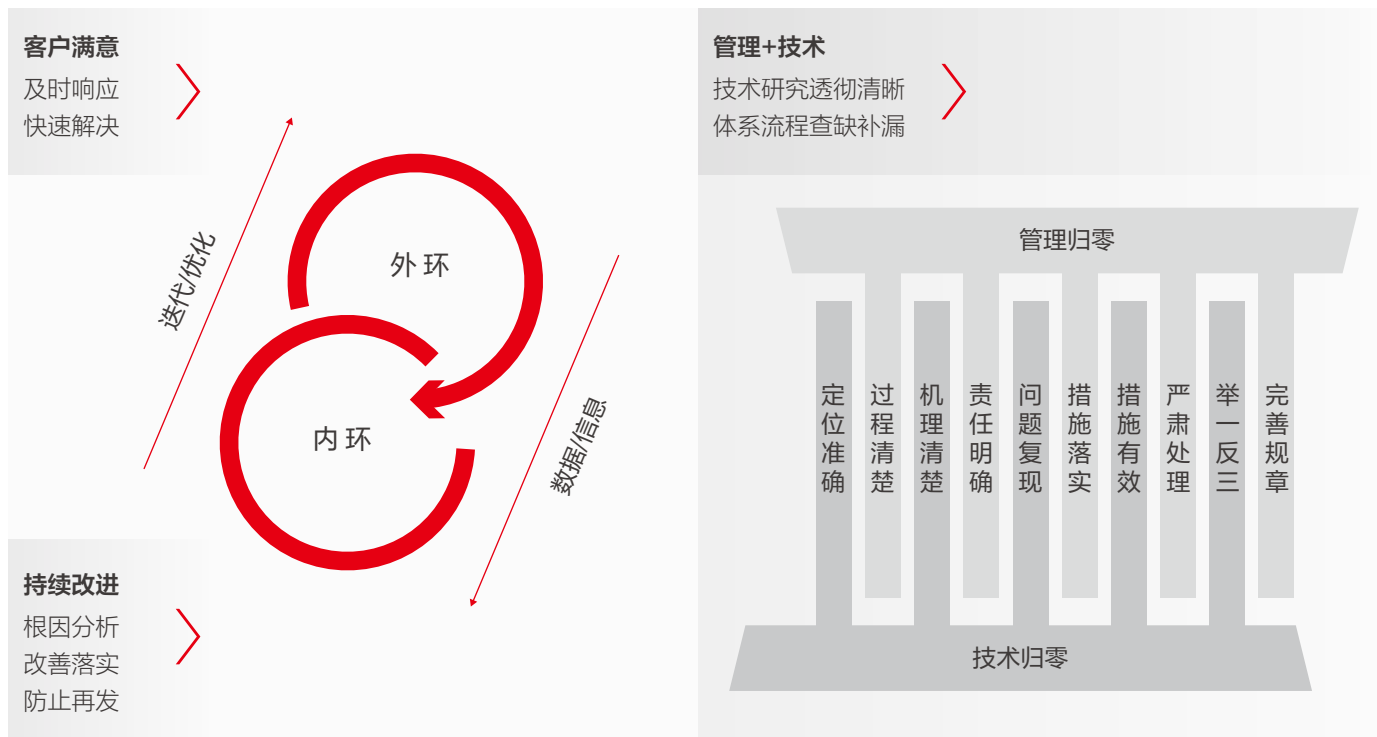 客户满意
及时响应
快速解决
迭代/优化
外环
内环
数据/信息
持续改进
根因分析
改善落实
防止再发
管理+技术
技术研究透彻清晰
体系流程查缺补漏
管理归零
定位准确
过程清楚
机理清楚
责任明确
问题复现
措施落实
措施有效
严肃处理
举一反三
完善规章
技术归零